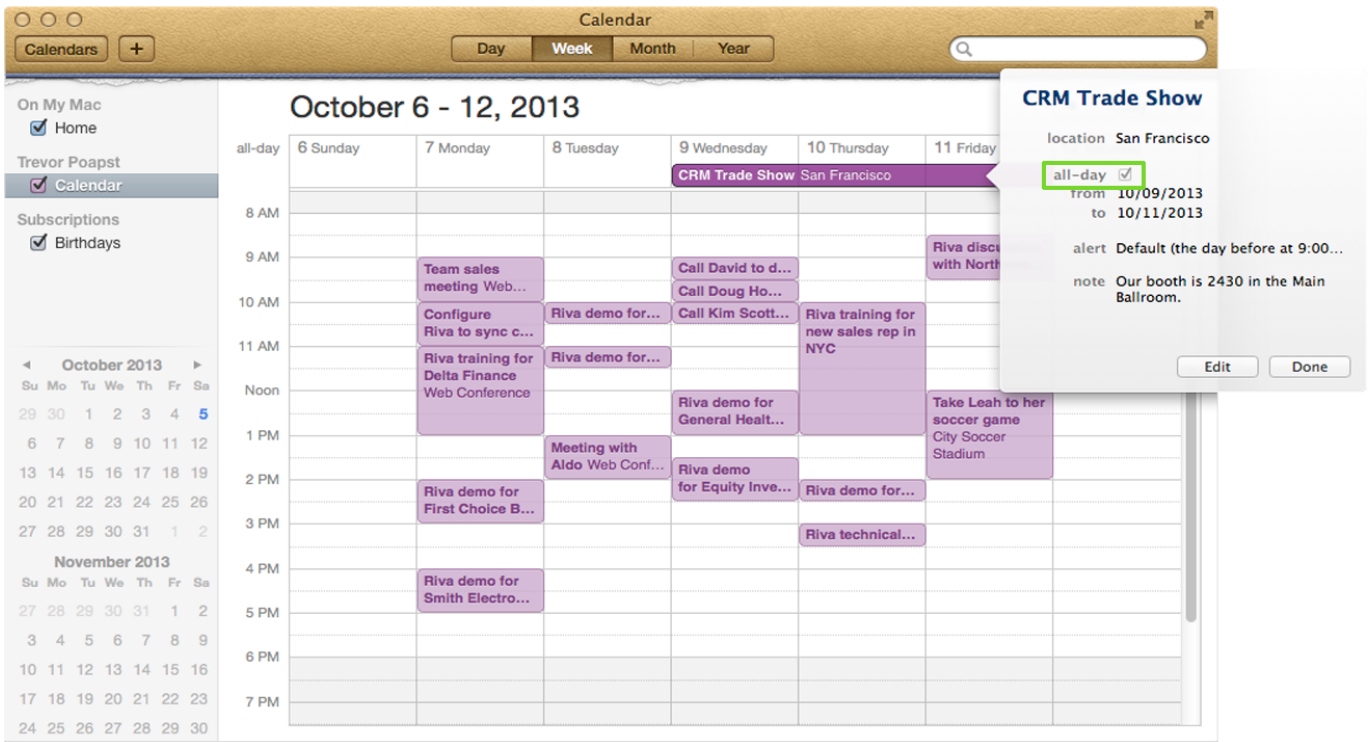 Calendar
Calendars + Day Week Month Year
On My Mac
Home
Trevor Poapst
Calendar
Subscriptions
Birthdays
October 2013
Su Mo Tu We Th Fr Sa
29 30 1 2 3 4 5
6 7 8 9 10 11 12
13 14 15 16 17 18 19
20 21 22 23 24 25 26
27 28 29 30 31 1 2
November 2013
Su Mo Tu We Th Fr Sa
27 28 29 30 31 1 2
3 4 5 6 7 8 9
10 11 12 13 14 15 16
17 18 19 20 21 22 23
24 25 26 27 28 29 30
October 6 - 12, 2013
all-day 6 Sunday 7 Monday 8 Tuesday 9 Wednesday 10 Thursday 11 Friday
CRM Trade Show San Francisco
8 AM
9 AM
10 AM
11 AM
Noon
1 PM
2 PM
3 PM
4 PM
5 PM
6 PM
7 PM
Team sales
meeting Web...
Configure
Riva to sync c...
Riva training for
Delta Finance
Web Conference
Riva demo for
First Choice B...
Riva demo for
Smith Electro...
Riva demo for...
Riva demo for...
Meeting with
Aldo Web Conf...
Call David to d...
Call Doug Ho...
Call Kim Scott...
Riva demo for
General Healt...
Riva demo
for Equity Inve...
Riva training for
new sales rep in
NYC
Riva demo for...
Riva technical...
Riva
with
Take Leah to her
soccer game
City Soccer
Stadium
CRM Trade Show
location San Francisco
all-day
from 10/09/2013
to 10/11/2013
alert Default (the day before at 9:00...
note Our booth is 2430 in the Main
Ballroom.
Edit Done